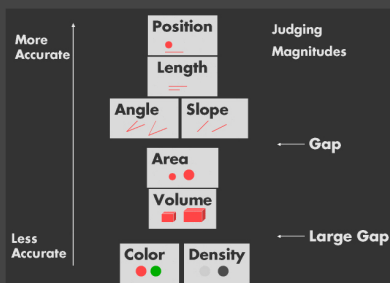 Position
Judging
Magnitudes
More
Accurate
Length
Angle
Slope
Gap
Area
Volume
Large Gap
Less
Accurate
Color
Density